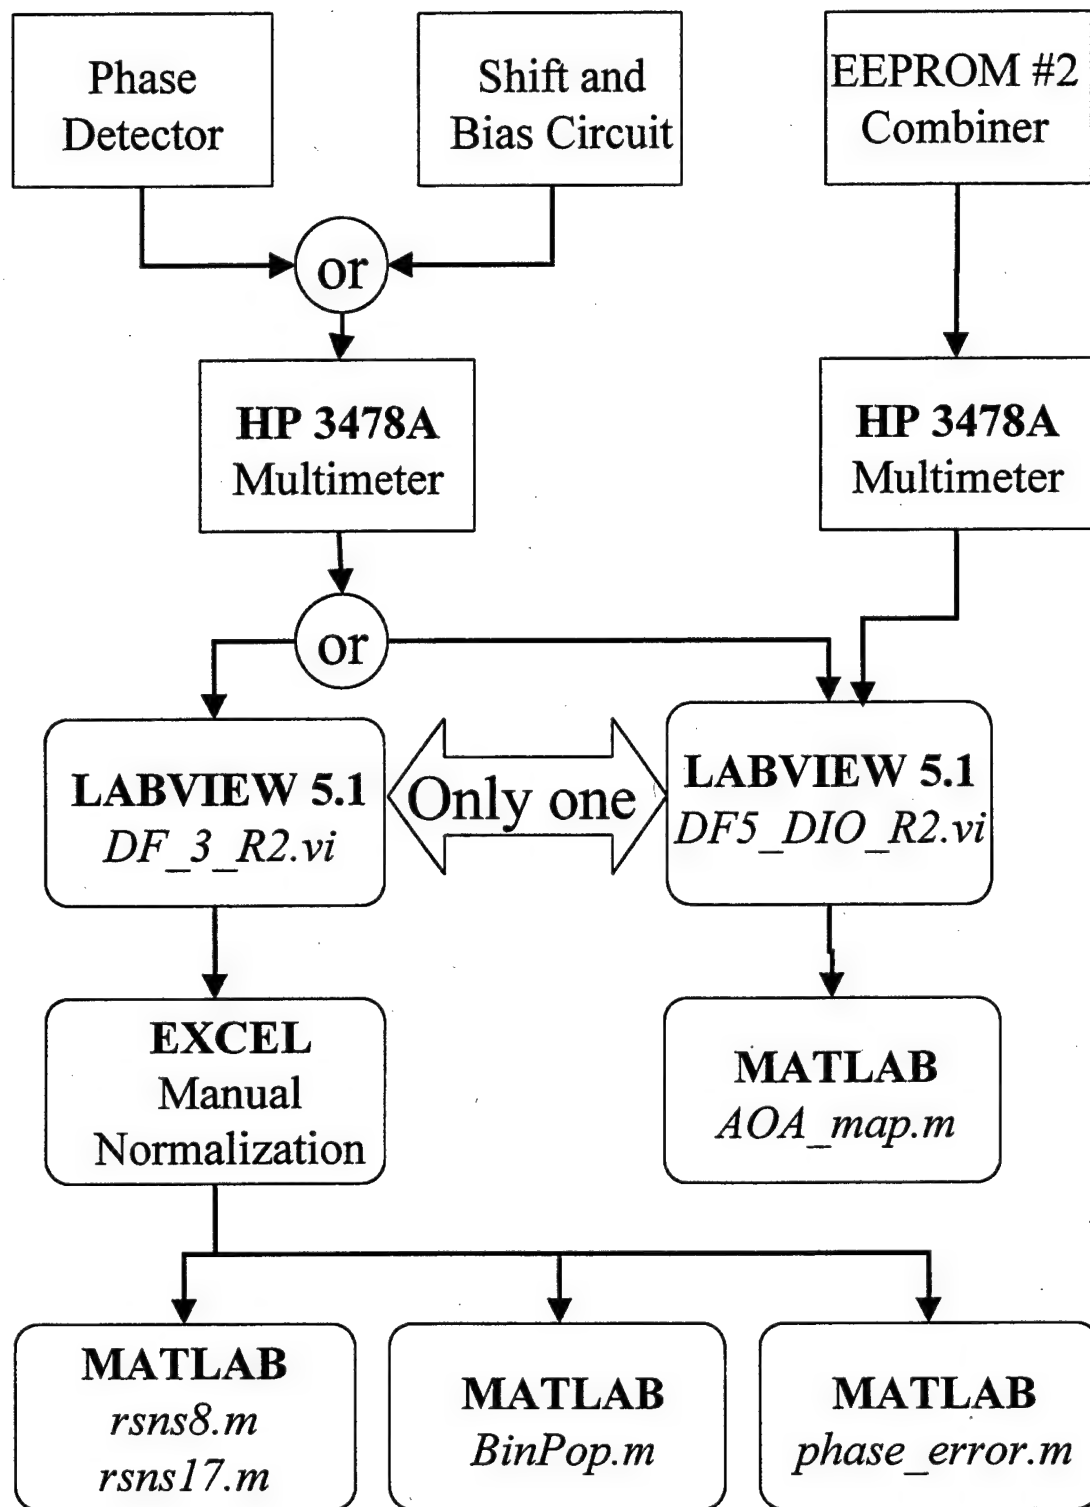 Phase
Detector
Shift and
Bias Circuit
EEPROM #2
Combiner
or
HP 3478A
Multimeter
HP 3478A
Multimeter
or
LABVIEW 5.1
DF_3_R2.vi
Only one
LABVIEW 5.1
DF5_DIO_R2.vi
EXCEL
Manual
Normalization
MATLAB
AOA_map.m
MATLAB
rsns8.m
rsns17.m
MATLAB
BinPop.m
MATLAB
phase_error.m